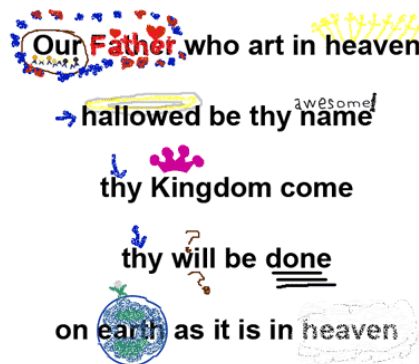 Our Father who art in heaven
awesome!
hallowed be thy name
thy Kingdom come
thy will be done
on earth as it is in heaven